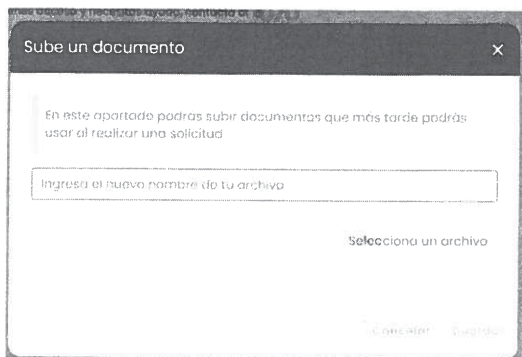 Sube un documento
En este apartado podrás subir documentos que más tarde podrás
usar al realizar una solicitud
Ingresa el nuevo nombre de tu archivo
Selecciona un archivo
Cancelar Guardar